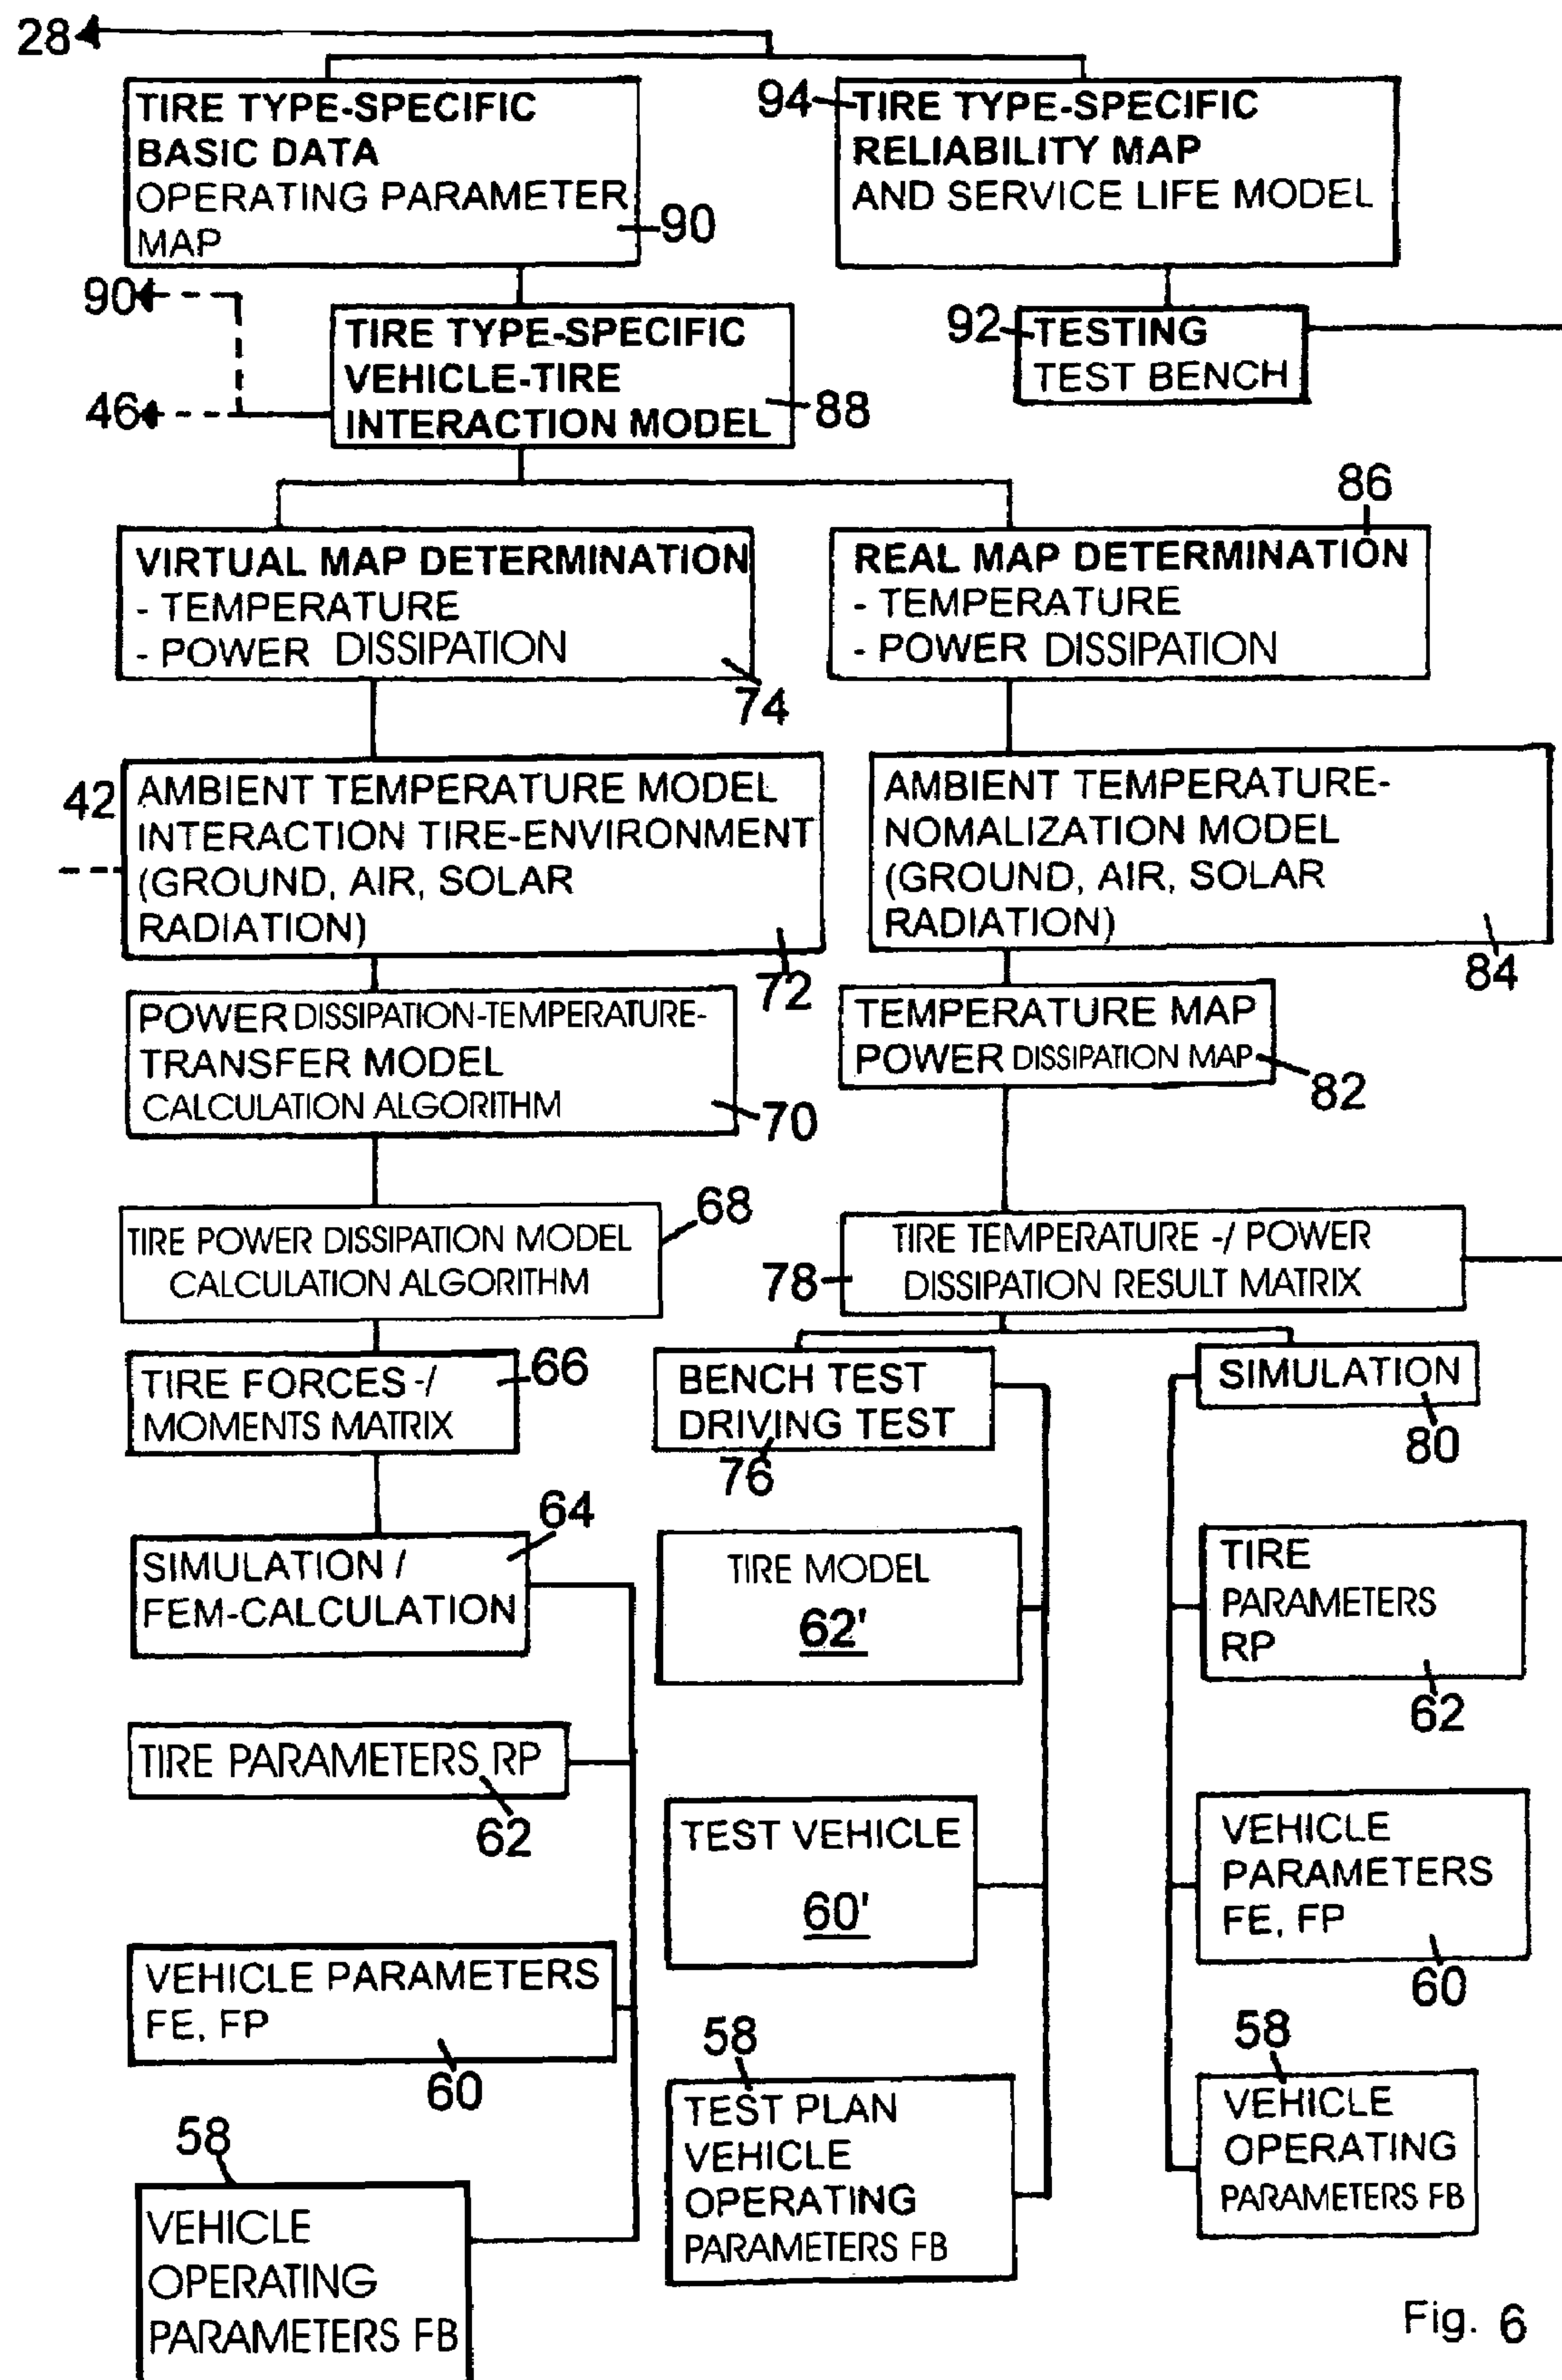 28
TIRE TYPE-SPECIFIC
BASIC DATA
OPERATING PARAMETER
MAP
90
94
TIRE TYPE-SPECIFIC
RELIABILITY MAP
AND SERVICE LIFE MODEL
90
46
TIRE TYPE-SPECIFIC
VEHICLE-TIRE
INTERACTION MODEL
88
92
TESTING
TEST BENCH
86
VIRTUAL MAP DETERMINATION
- TEMPERATURE
- POWER DISSIPATION
74
REAL MAP DETERMINATION
- TEMPERATURE
- POWER DISSIPATION
42
AMBIENT TEMPERATURE MODEL
INTERACTION TIRE-ENVIRONMENT
(GROUND, AIR, SOLAR
RADIATION)
72
AMBIENT TEMPERATURE-
NOMALIZATION MODEL
(GROUND, AIR, SOLAR
RADIATION)
84
POWER DISSIPATION-TEMPERATURE-
TRANSFER MODEL
CALCULATION ALGORITHM
70
TEMPERATURE MAP
POWER DISSIPATION MAP
82
TIRE POWER DISSIPATION MODEL
CALCULATION ALGORITHM
68
78
TIRE TEMPERATURE -/ POWER
DISSIPATION RESULT MATRIX
TIRE FORCES -/
MOMENTS MATRIX
66
BENCH TEST
DRIVING TEST
76
SIMULATION
80
64
SIMULATION /
FEM-CALCULATION
TIRE MODEL
62'
TIRE
PARAMETERS
RP
62
TIRE PARAMETERS RP
62
TEST VEHICLE
60'
VEHICLE
PARAMETERS
FE, FP
60
VEHICLE PARAMETERS
FE, FP
60
58
TEST PLAN
VEHICLE
OPERATING
PARAMETERS FB
58
VEHICLE
OPERATING
PARAMETERS FB
58
VEHICLE
OPERATING
PARAMETERS FB
Fig. 6